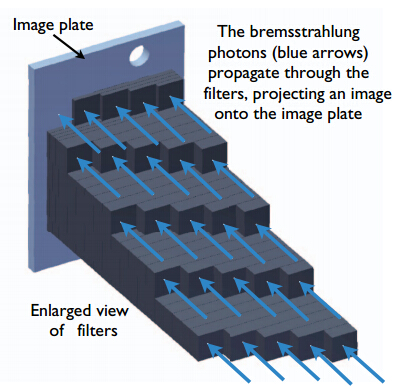 Image plate
The bremsstrahlung
photons (blue arrows)
propagate through the
filters, projecting an image
onto the image plate
Enlarged view
of filters